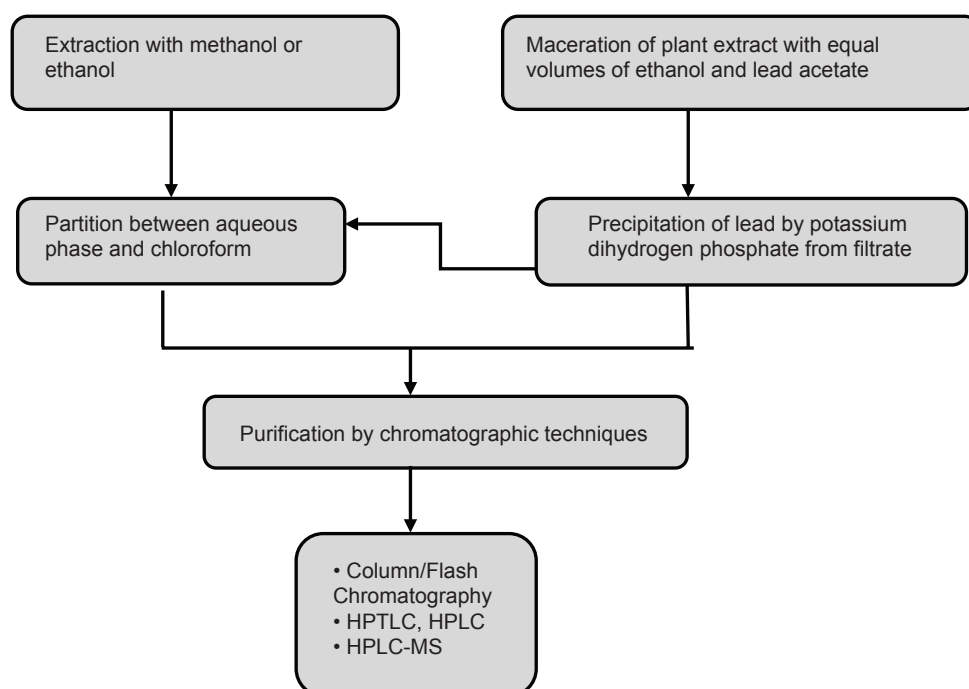 Extraction with methanol or
ethanol
Maceration of plant extract with equal
volumes of ethanol and lead acetate
Partition between aqueous
phase and chloroform
Precipitation of lead by potassium
dihydrogen phosphate from filtrate
Purification by chromatographic techniques
• Column/Flash
Chromatography
• HPTLC, HPLC
• HPLC-MS